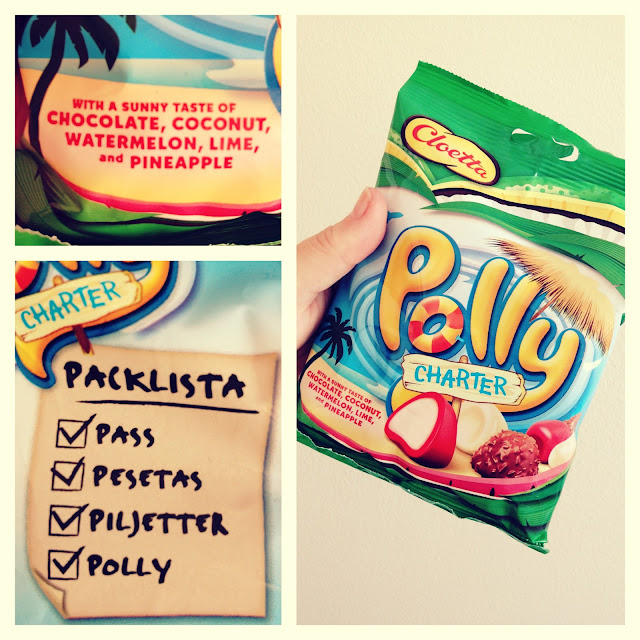 WITH A SUNNY TASTE OF
CHOCOLATE, COCONUT,
WATERMELON, LIME,
and PINEAPPLE
CHARTER
PACKLISTA
PASS
PESETAS
PILJETTER
POLLY
Cloetta
Polly
CHARTER
WITH A SUNNY TASTE OF
CHOCOLATE, COCONUT,
WATERMELON, LIME,
and PINEAPPLE